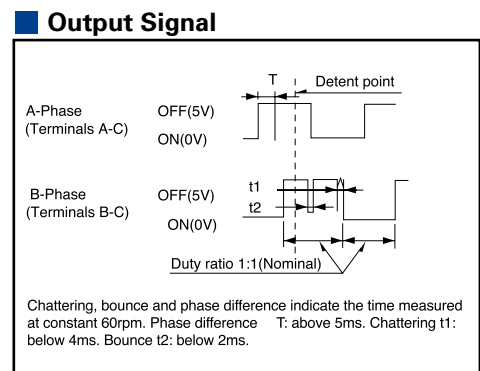 Output Signal
T
Detent point
A-Phase
(Terminals A-C)
OFF(5V)
ON(0V)
B-Phase
(Terminals B-C)
OFF(5V)
ON(0V)
t1
t2
Duty ratio 1:1(Nominal)
Chattering, bounce and phase difference indicate the time measured
at constant 60rpm. Phase difference T: above 5ms. Chattering t1:
below 4ms. Bounce t2: below 2ms.